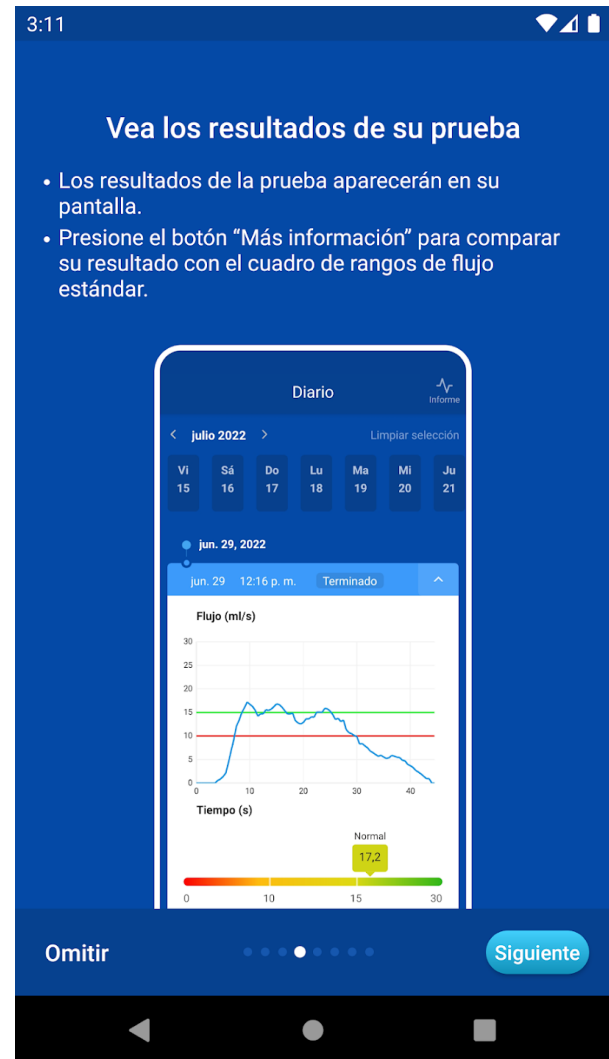 3:11
Vea los resultados de su prueba
• Los resultados de la prueba aparecerán en su
pantalla.
• Presione el botón “Más información” para comparar
su resultado con el cuadro de rangos de flujo
estándar.
Diario
Informe
< julio 2022 >
Limpiar selección
Vi Sá Do Lu Ma Mi Ju
15 16 17 18 19 20 21
jun. 29, 2022
jun. 29 12:16 p. m. Terminado
Flujo (ml/s)
30
25
20
15
10
5
0
0 10 20 30 40
Tiempo (s)
Normal
17,2
0 10 15 30
Omitir
Siguiente